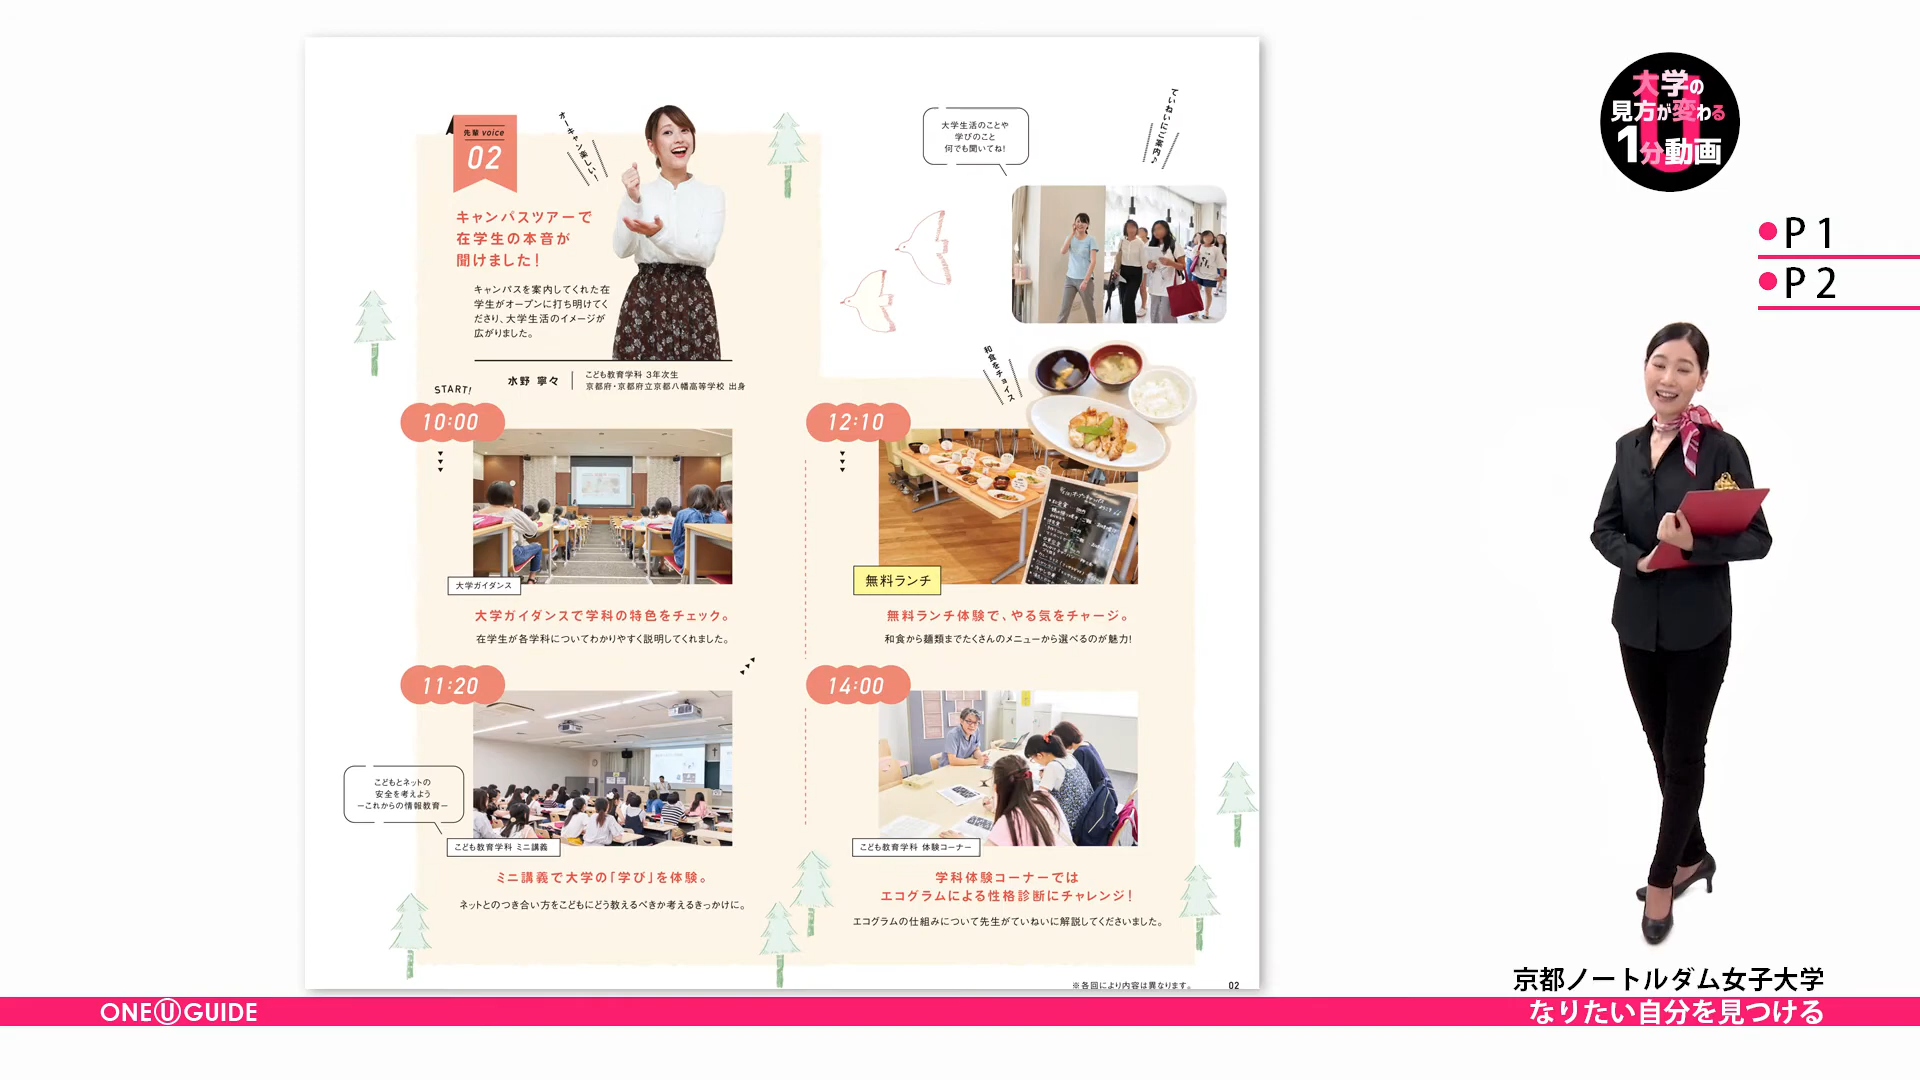 先輩 voice
02
オーキャン楽しい!
キャンパスツアーで
在学生の本音が
聞けました!
キャンパスを案内してくれた在
学生がオープンに打ち明けてく
ださり、大学生活のイメージが
広がりました。
水野 寧々
こども教育学科 3年次生
京都府・京都府立京都八幡高等学校 出身
大学生活のことや
学びのこと
何でも聞いてね!
ていねいにご案内♪
START!
10:00
大学ガイダンス
大学ガイダンスで学科の特色をチェック。
在学生が各学科についてわかりやすく説明してくれました。
11:20
こどもとネットの
安全を考えよう
ーこれからの情報教育ー
こども教育学科 ミニ講義
ミニ講義で大学の「学び」を体験。
ネットとのつき合い方をこどもにどう教えるべきか考えるきっかけに。
和食をチョイス
12:10
無料ランチ
無料ランチ体験で、やる気をチャージ。
和食から麺類までたくさんのメニューから選べるのが魅力!
14:00
こども教育学科 体験コーナー
学科体験コーナーでは
エコグラムによる性格診断にチャレンジ!
エコグラムの仕組みについて先生がていねいに解説してくださいました。
※各回により内容は異なります。
02
大学の
見方が変わる
1分動画
P 1
P 2
京都ノートルダム女子大学
ONE U GUIDE
なりたい自分を見つける